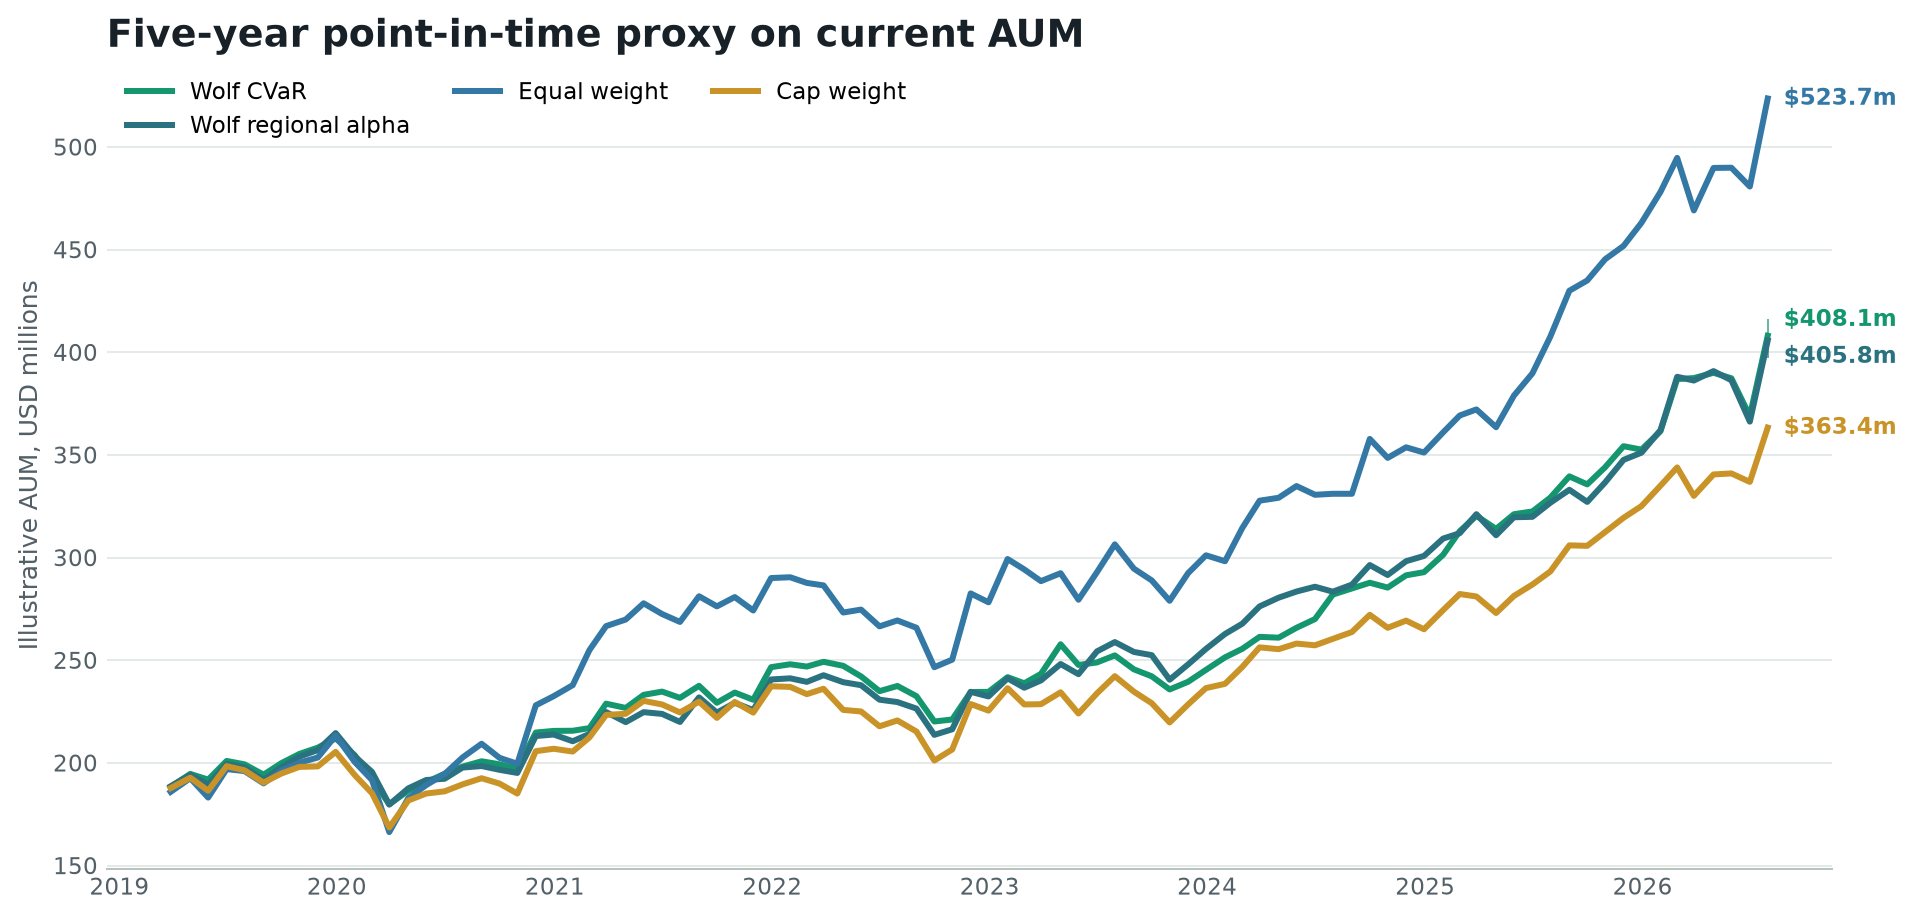 Five-year point-in-time proxy on current AUM
Wolf CVaR
Equal weight
Cap weight
Wolf regional alpha
$523.7m
500
450
$408.1m
400
$405.8m
$363.4m
350
300
250
200
150
Illustrative AUM, USD millions
2019
2020
2021
2022
2023
2024
2025
2026